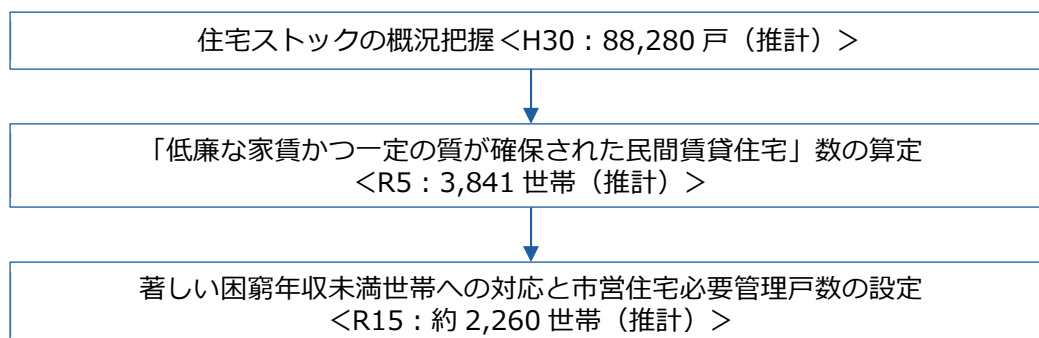 住宅ストックの概況把握＜H30：88,280 戸（推計）＞
「低廉な家賃かつ一定の質が確保された民間賃貸住宅」数の算定
＜R5：3,841 世帯（推計）＞
著しい困窮年収未満世帯への対応と市営住宅必要管理戸数の設定
＜R15：約 2,260 世帯（推計）＞